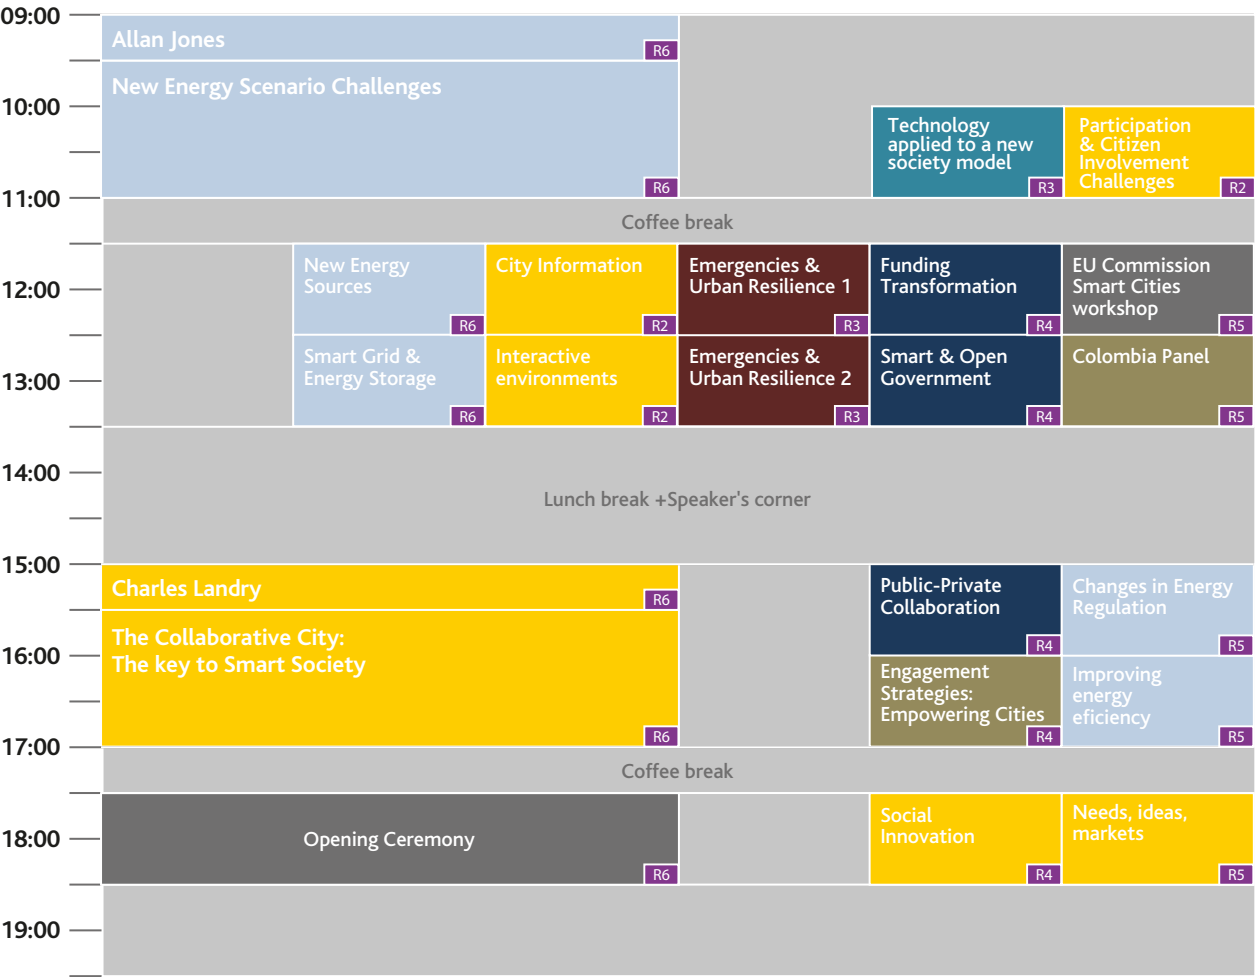 09:00
Allan Jones
R6
New Energy Scenario Challenges
R6
10:00
Technology
applied to a new
society model
R3
Participation
& Citizen
Involvement
Challenges
R2
11:00
Coffee break
New Energy
Sources
R6
City Information
R2
Emergencies &
Urban Resilience 1
R3
Funding
Transformation
R4
EU Commission
Smart Cities
workshop
R5
12:00
Smart Grid &
Energy Storage
R6
Interactive
environments
R2
Emergencies &
Urban Resilience 2
R3
Smart & Open
Government
R4
Colombia Panel
R5
13:00
14:00
Lunch break +Speaker's corner
15:00
Charles Landry
R6
The Collaborative City:
The key to Smart Society
R6
Public-Private
Collaboration
R4
Changes in Energy
Regulation
R5
16:00
Engagement
Strategies:
Empowering Cities
R4
Improving
energy
eficiency
R5
17:00
Coffee break
Opening Ceremony
R6
Social
Innovation
R4
Needs, ideas,
markets
R5
18:00
19:00